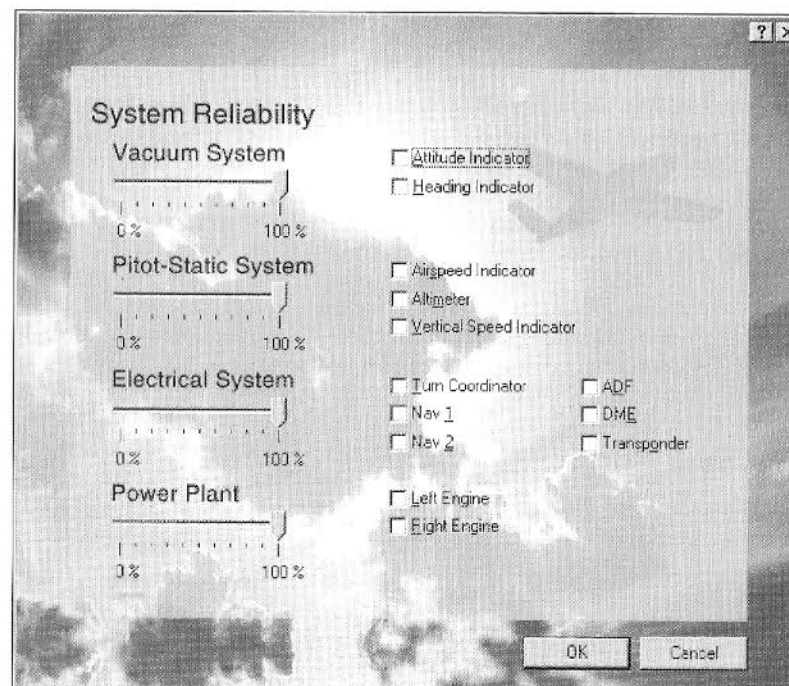 ? ×
System Reliability
Vacuum System
0 % 100 %
Attitude Indicator
Heading Indicator
Pitot-Static System
0 % 100 %
Airspeed Indicator
Altimeter
Vertical Speed Indicator
Electrical System
0 % 100 %
Turn Coordinator
Nav 1
Nav 2
ADF
DME
Transponder
Power Plant
0 % 100 %
Left Engine
Right Engine
OK Cancel